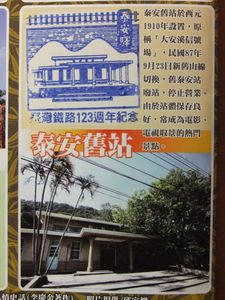 泰安驛
臺灣鐵路123週年紀念
泰安舊站
泰安舊站於西元
1910年設置，原
稱「大安溪信號
場」，民國87年
9月23日新舊山線
切換，舊泰安站
廢站，停止營業，
由於站體保存良
好，常成為電影、
電視取景的熱門
景點。